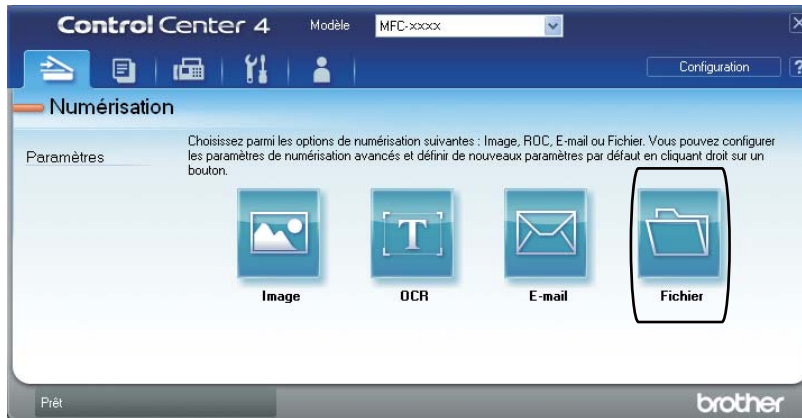 Control Center 4 Modèle MFC-xxxx
Configuration ?
Numérisation
Paramètres
Choisissez parmi les options de numérisation suivantes : Image, ROC, E-mail ou Fichier. Vous pouvez configurer
les paramètres de numérisation avancés et définir de nouveaux paramètres par défaut en cliquant droit sur un
bouton.
T
Image OCR E-mail Fichier
Prêt brother